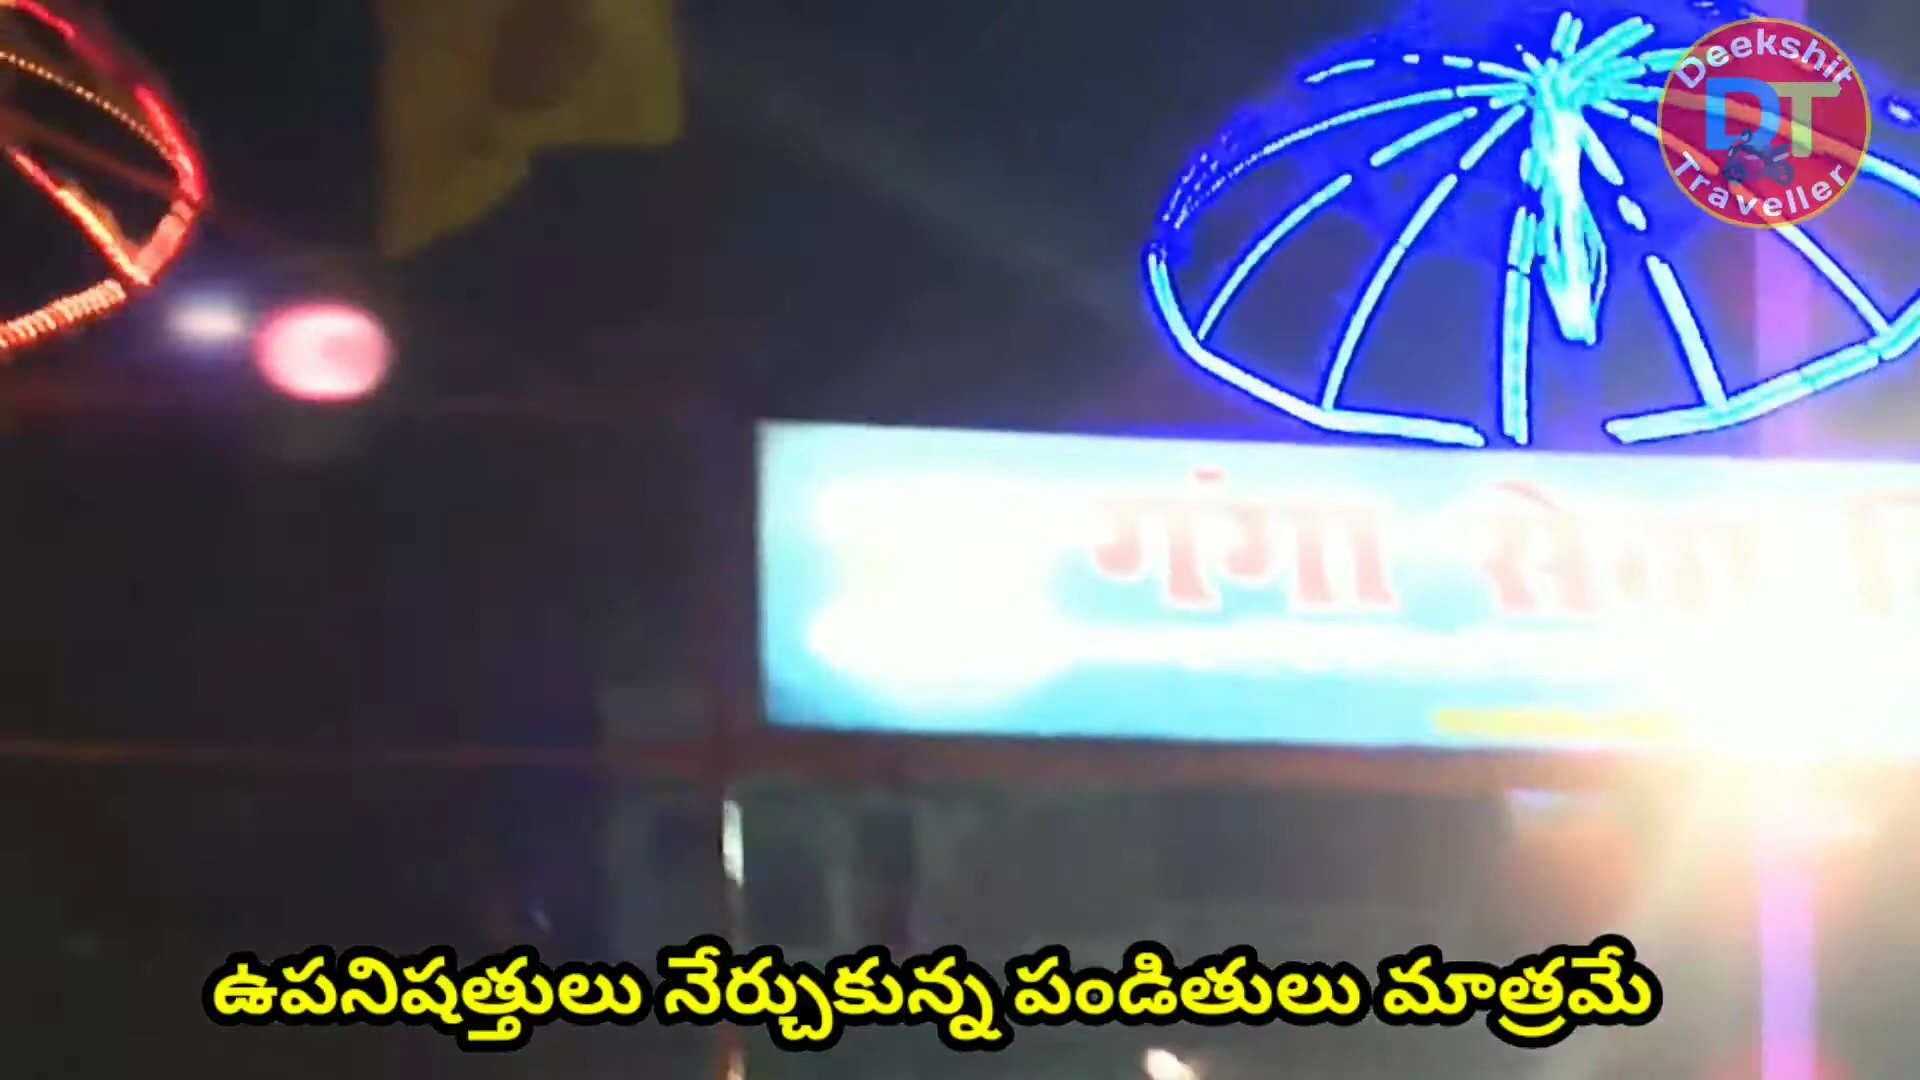 Deekshit
DT
Traveller
गंगा सेवा
ఉపనిషత్తులు నేర్చుకున్న పండితులు మాత్రమే